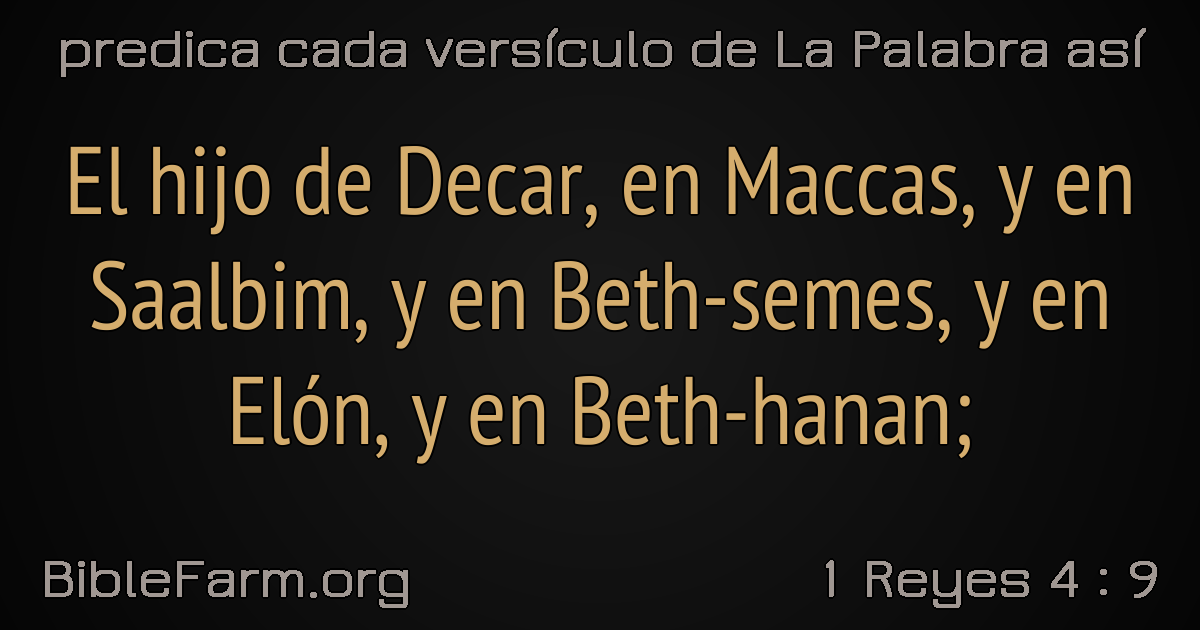 predica cada versículo de La Palabra así
El hijo de Decar, en Maccas, y en
Saalbim, y en Beth-semes, y en
Elón, y en Beth-hanan;
BibleFarm.org
1 Reyes 4 : 9